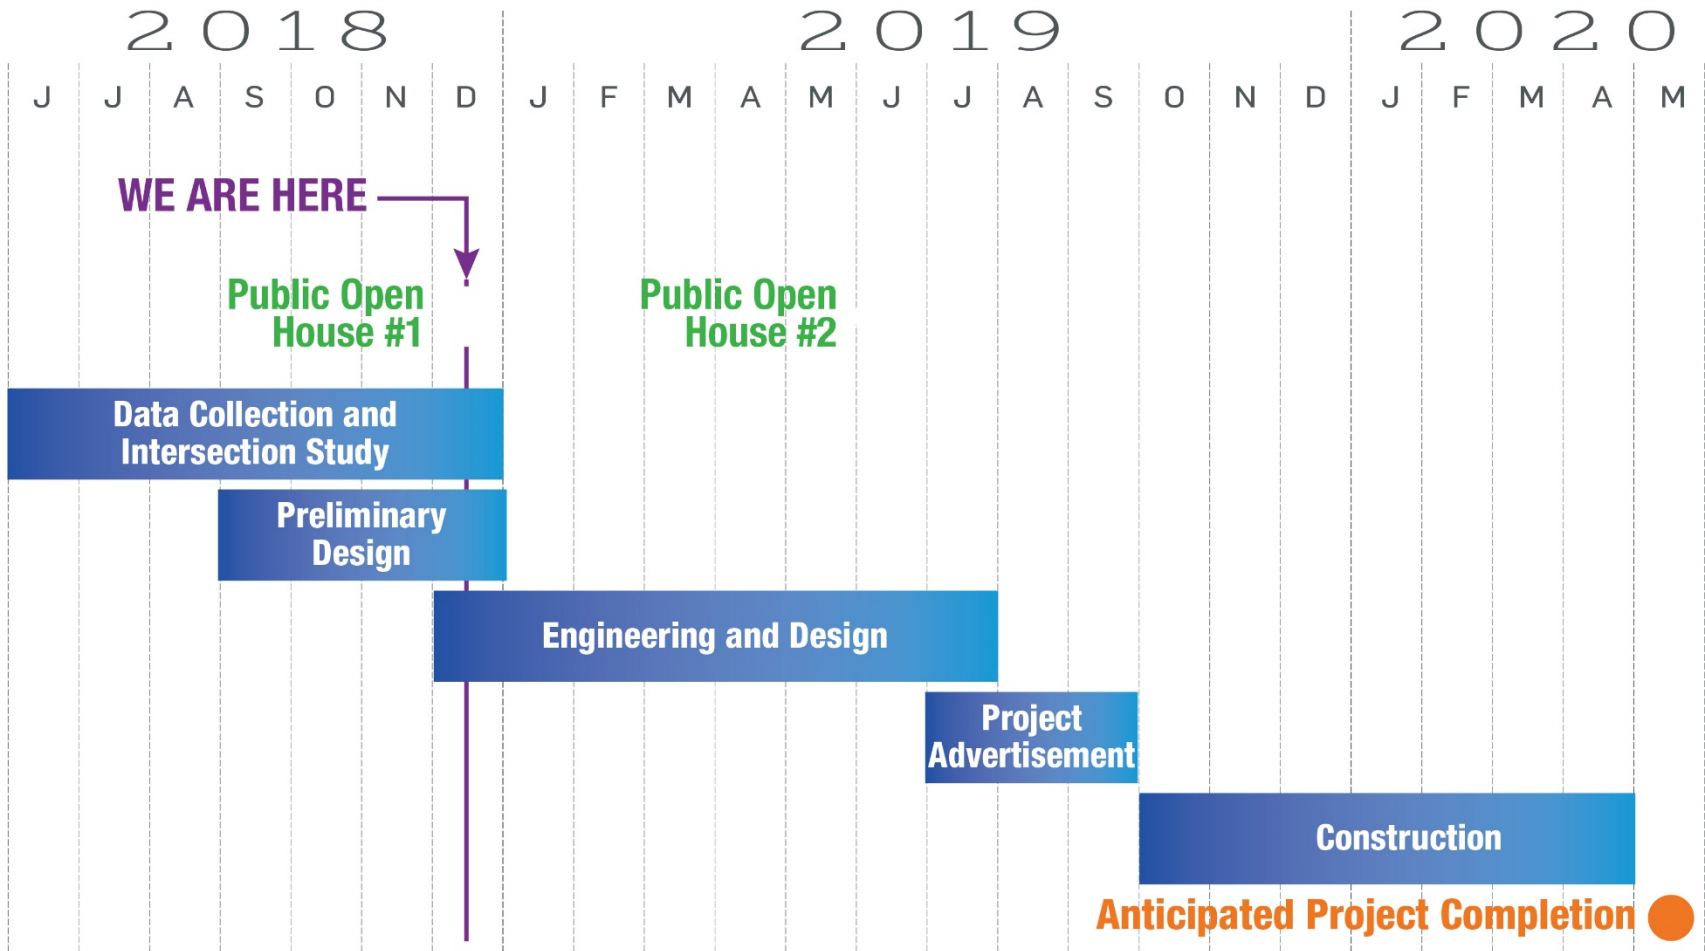 2018 2019 2020
J J A S O N D J F M A M J J A S O N D J F M A M
WE ARE HERE
Public Open
House #1
Public Open
House #2
Data Collection and
Intersection Study
Preliminary
Design
Engineering and Design
Project
Advertisement
Construction
Anticipated Project Completion